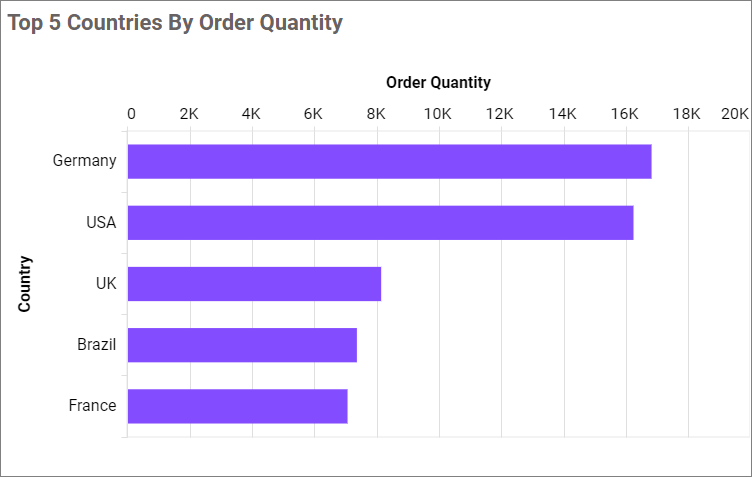 Top 5 Countries By Order Quantity
Order Quantity
0 2K 4K 6K 8K 10K 12K 14K 16K 18K 20K
Germany
USA
Country
UK
Brazil
France